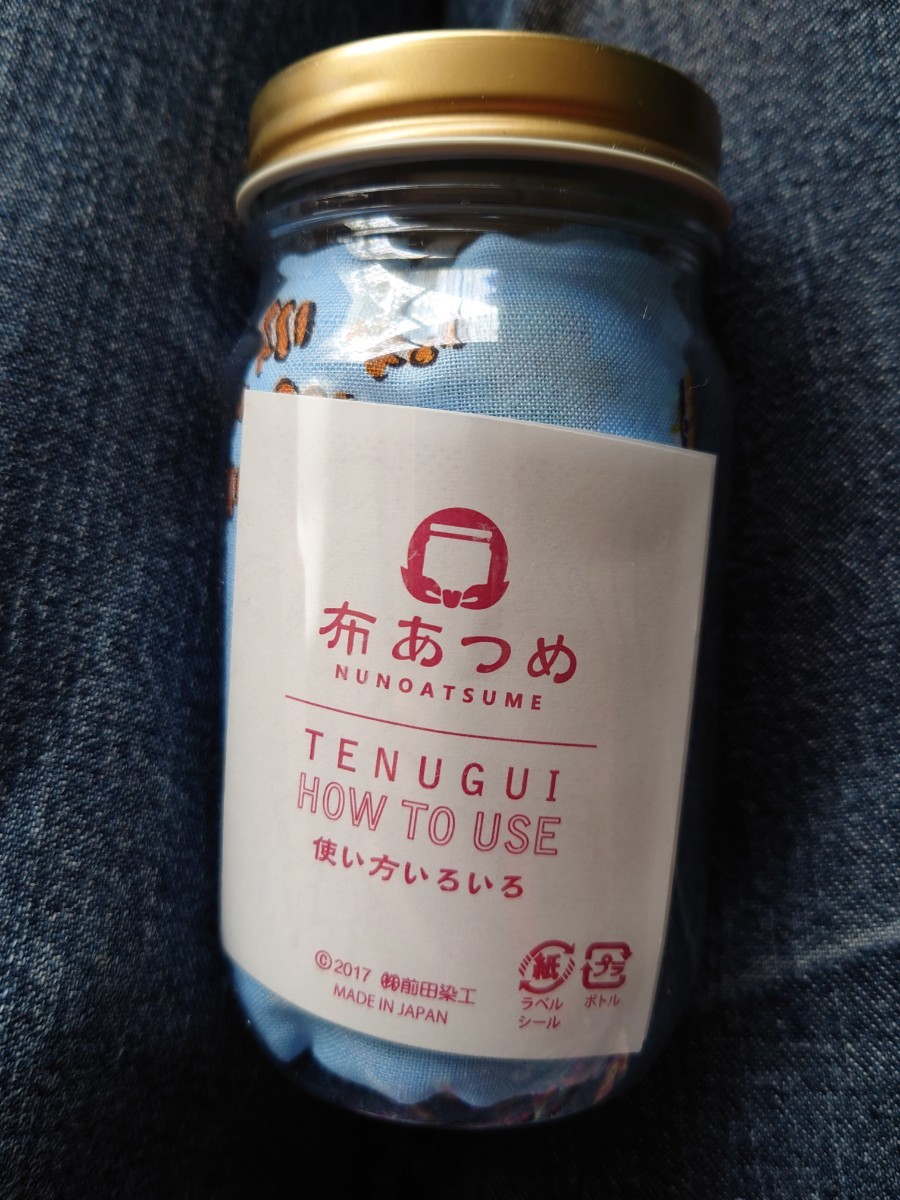 布あつめ
NUNOATSUME
TENUGUI
HOW TO USE
使い方いろいろ
©2017 ㈱前田染工
MADE IN JAPAN
紙
ラベル
シール
プラ
ボトル